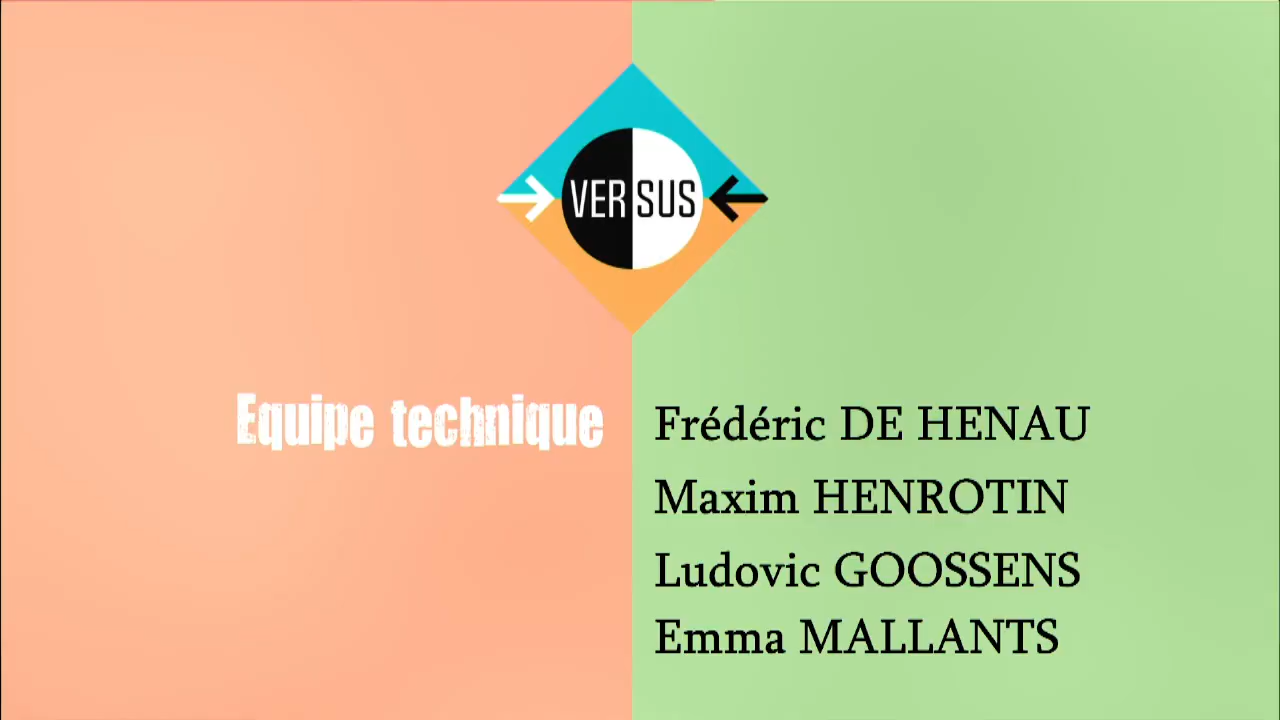 VERSUS
Equipe technique
Frédéric DE HENAU
Maxim HENROTIN
Ludovic GOOSSENS
Emma MALLANTS